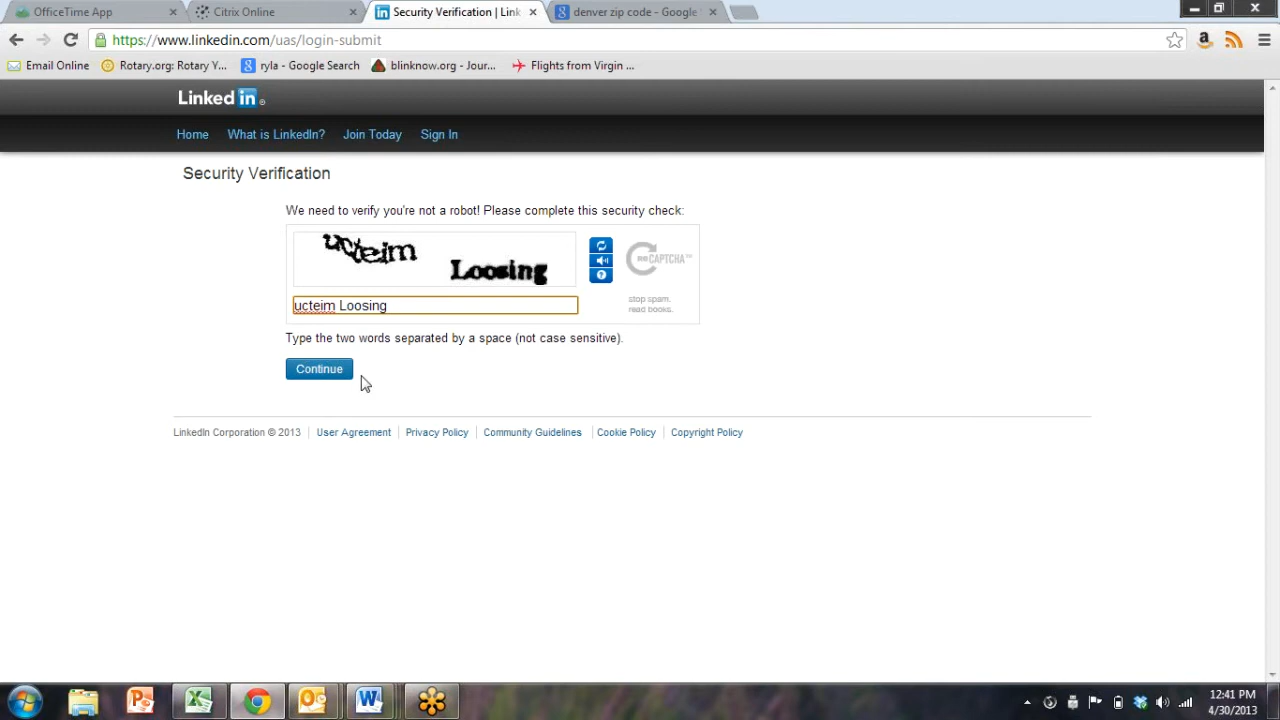 OfficeTime App
Citrix Online
Security Verification | Link
denver zip code - Google
https://www.linkedin.com/uas/login-submit
Email Online
Rotary.org: Rotary Y...
ryla - Google Search
blinknow.org - Jour...
Flights from Virgin ...
Linked in
Home
What is LinkedIn?
Join Today
Sign In
Security Verification
We need to verify you're not a robot! Please complete this security check:
ucteim Loosing
reCAPTCHA™
ucteim Loosing
stop spam.
read books.
Type the two words separated by a space (not case sensitive).
Continue
LinkedIn Corporation © 2013
User Agreement
Privacy Policy
Community Guidelines
Cookie Policy
Copyright Policy
12:41 PM
4/30/2013